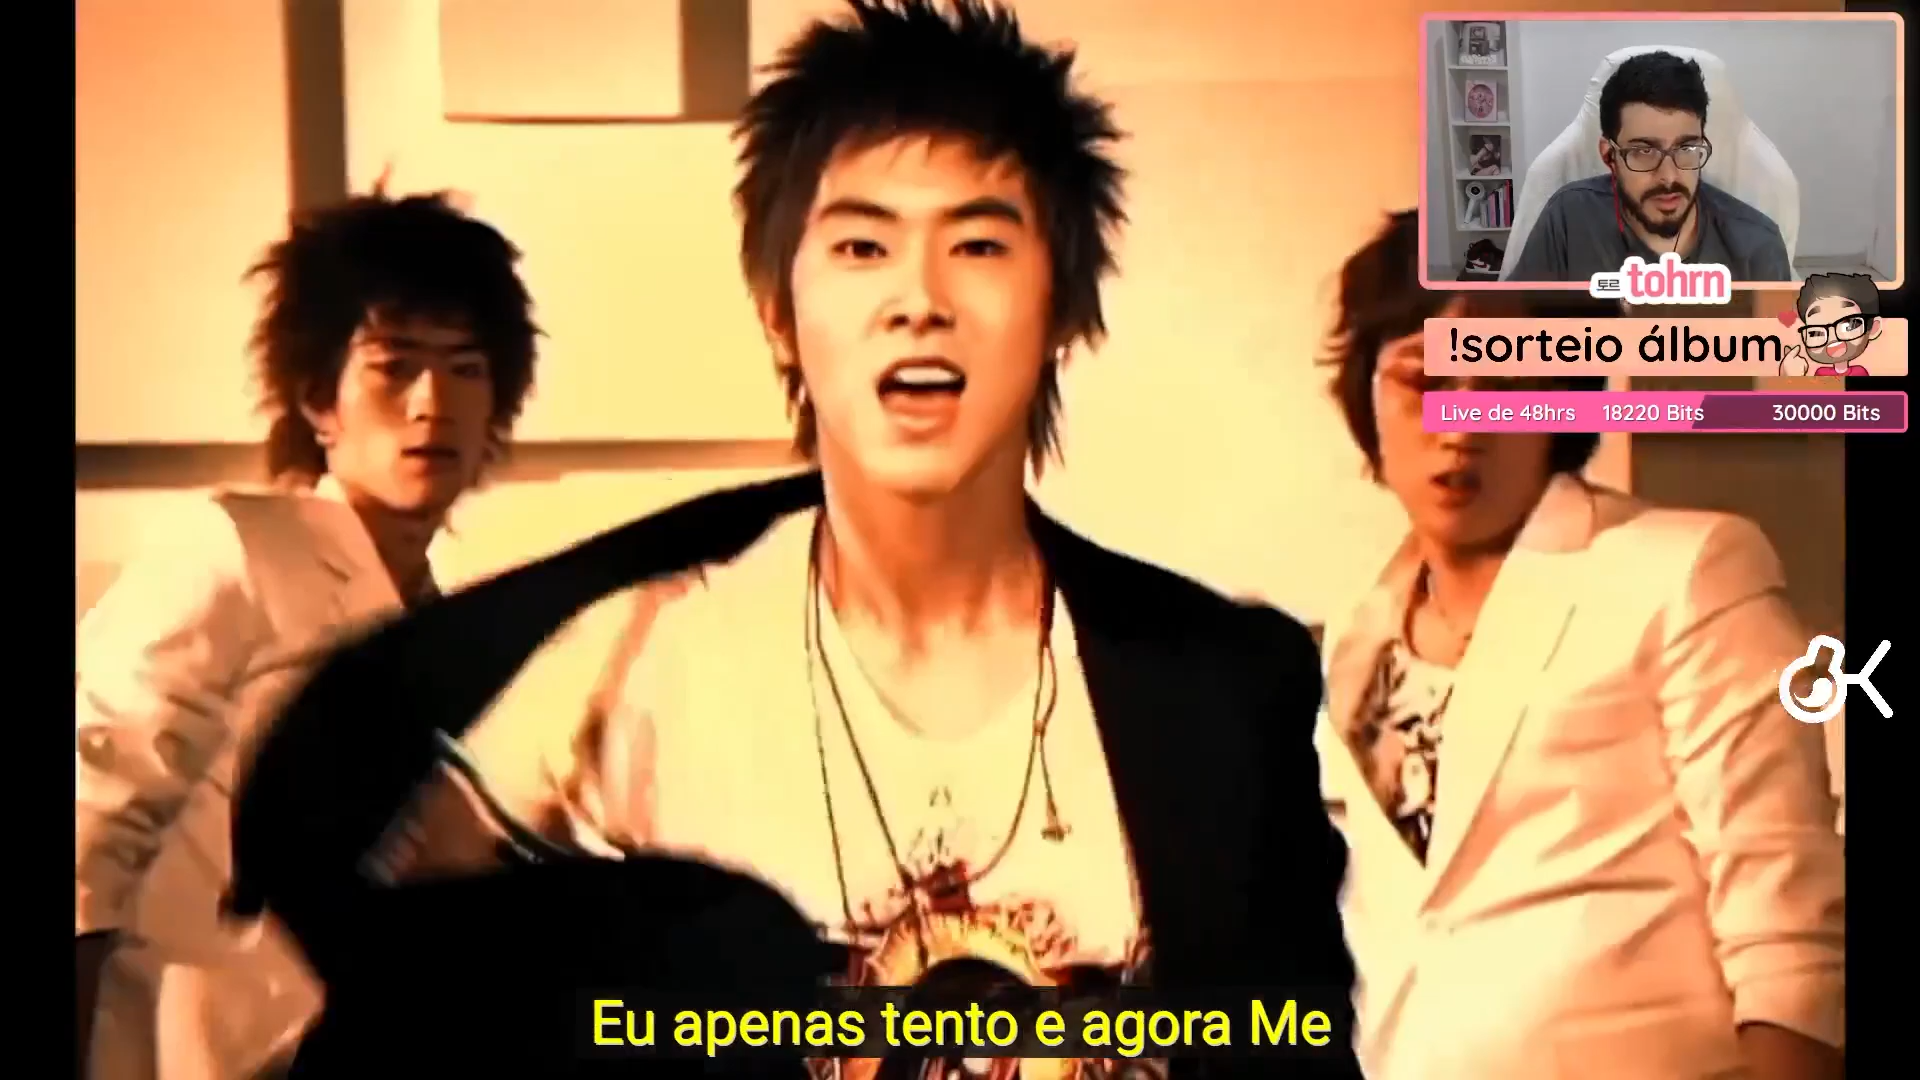 토르 tohrn
!sorteio álbum
Live de 48hrs 18220 Bits 30000 Bits
Eu apenas tento e agora Me